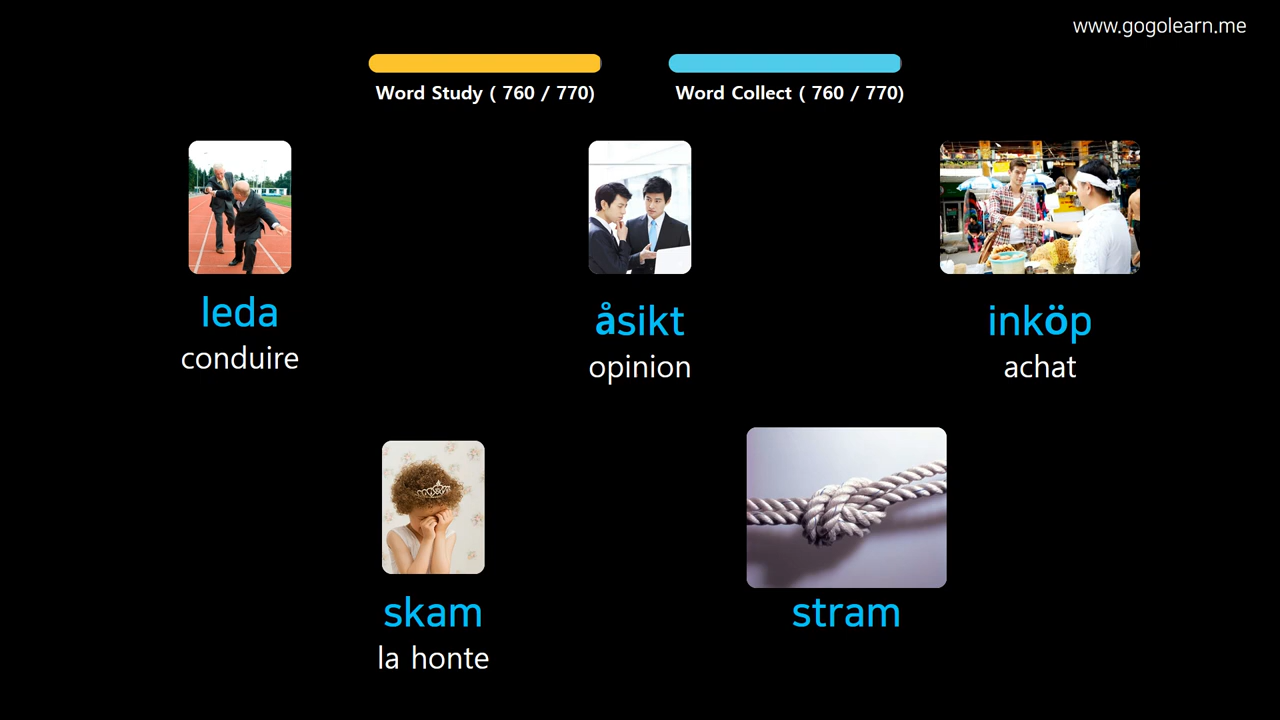 www.gogolearn.me
Word Study ( 760 / 770)
Word Collect ( 760 / 770)
leda
conduire
åsikt
opinion
inköp
achat
skam
la honte
stram